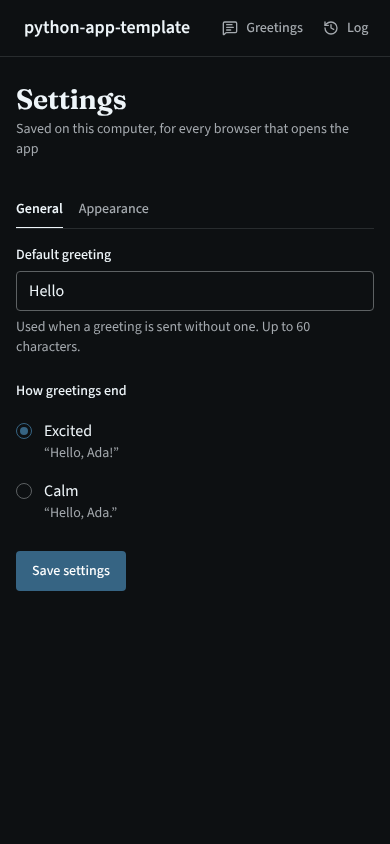 python-app-template Greetings Log
Settings
Saved on this computer, for every browser that opens the
app
General Appearance
Default greeting
Hello
Used when a greeting is sent without one. Up to 60
characters.
How greetings end
Excited
“Hello, Ada!”
Calm
“Hello, Ada.”
Save settings